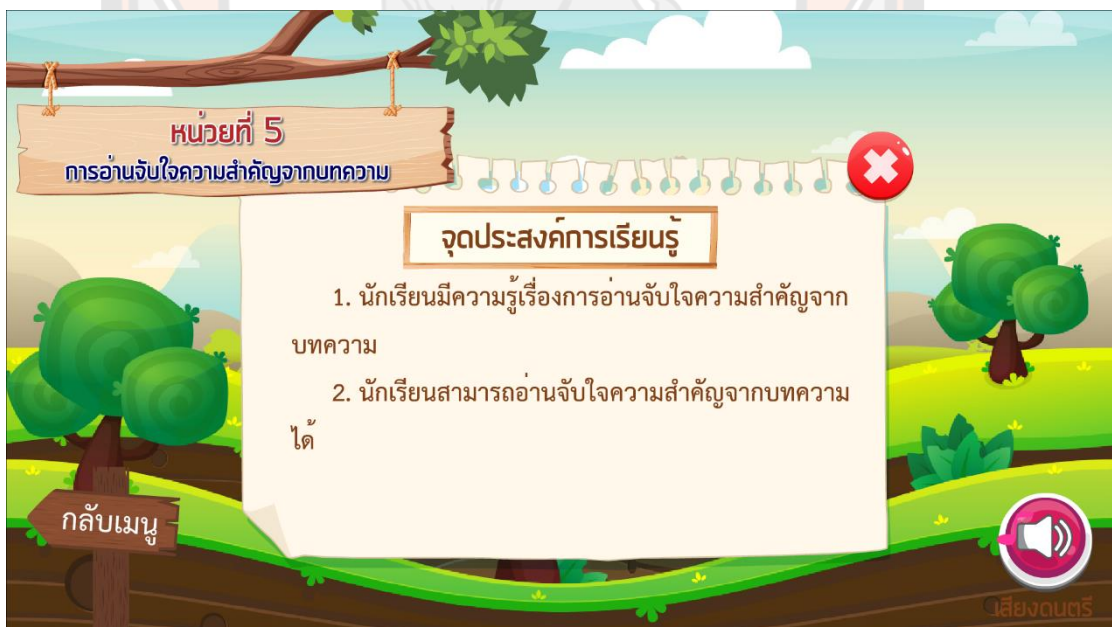 หน่วยที่ 5
การอ่านจับใจความสำคัญจากบทความ
จุดประสงค์การเรียนรู้
1. นักเรียนมีความรู้เรื่องการอ่านจับใจความสำคัญจาก
บทความ
2. นักเรียนสามารถอ่านจับใจความสำคัญจากบทความ
ได้
กลับเมนู
เสียงดนตรี